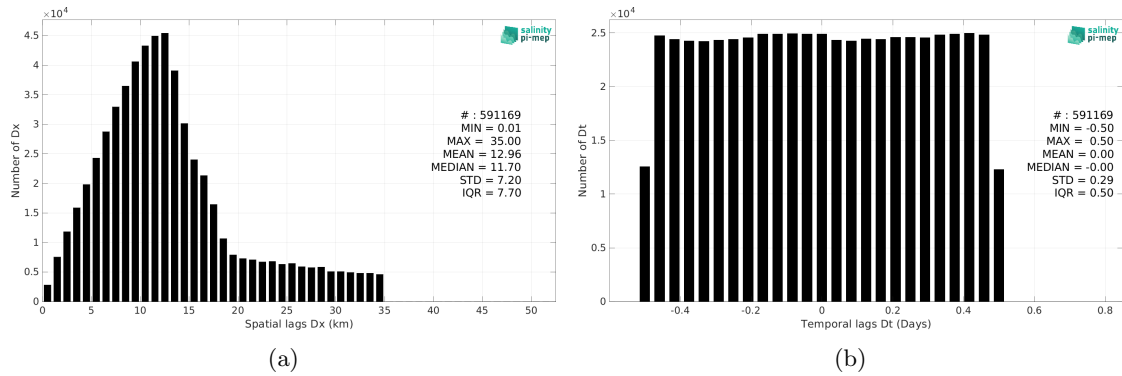 ×10⁴
4.5
4
3.5
3
2.5
2
1.5
1
0.5
0
Number of Dx
0 5 10 15 20 25 30 35 40 45 50
Spatial lags Dx (km)
salinity
pi-mep
# : 591169
MIN = 0.01
MAX = 35.00
MEAN = 12.96
MEDIAN = 11.70
STD = 7.20
IQR = 7.70
(a)
×10⁴
2.5
2
1.5
1
0.5
0
Number of Dt
-0.4 -0.2 0 0.2 0.4 0.6 0.8
Temporal lags Dt (Days)
salinity
pi-mep
# : 591169
MIN = -0.50
MAX = 0.50
MEAN = 0.00
MEDIAN = -0.00
STD = 0.29
IQR = 0.50
(b)